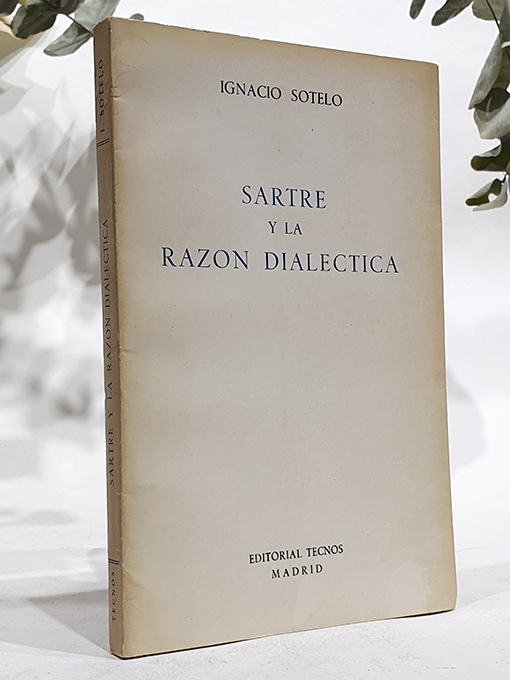 IGNACIO SOTELO
SARTRE
Y LA
RAZON DIALECTICA
EDITORIAL TECNOS
MADRID
I. SOTELO
SARTRE Y LA RAZON DIALECTICA
TECNOS